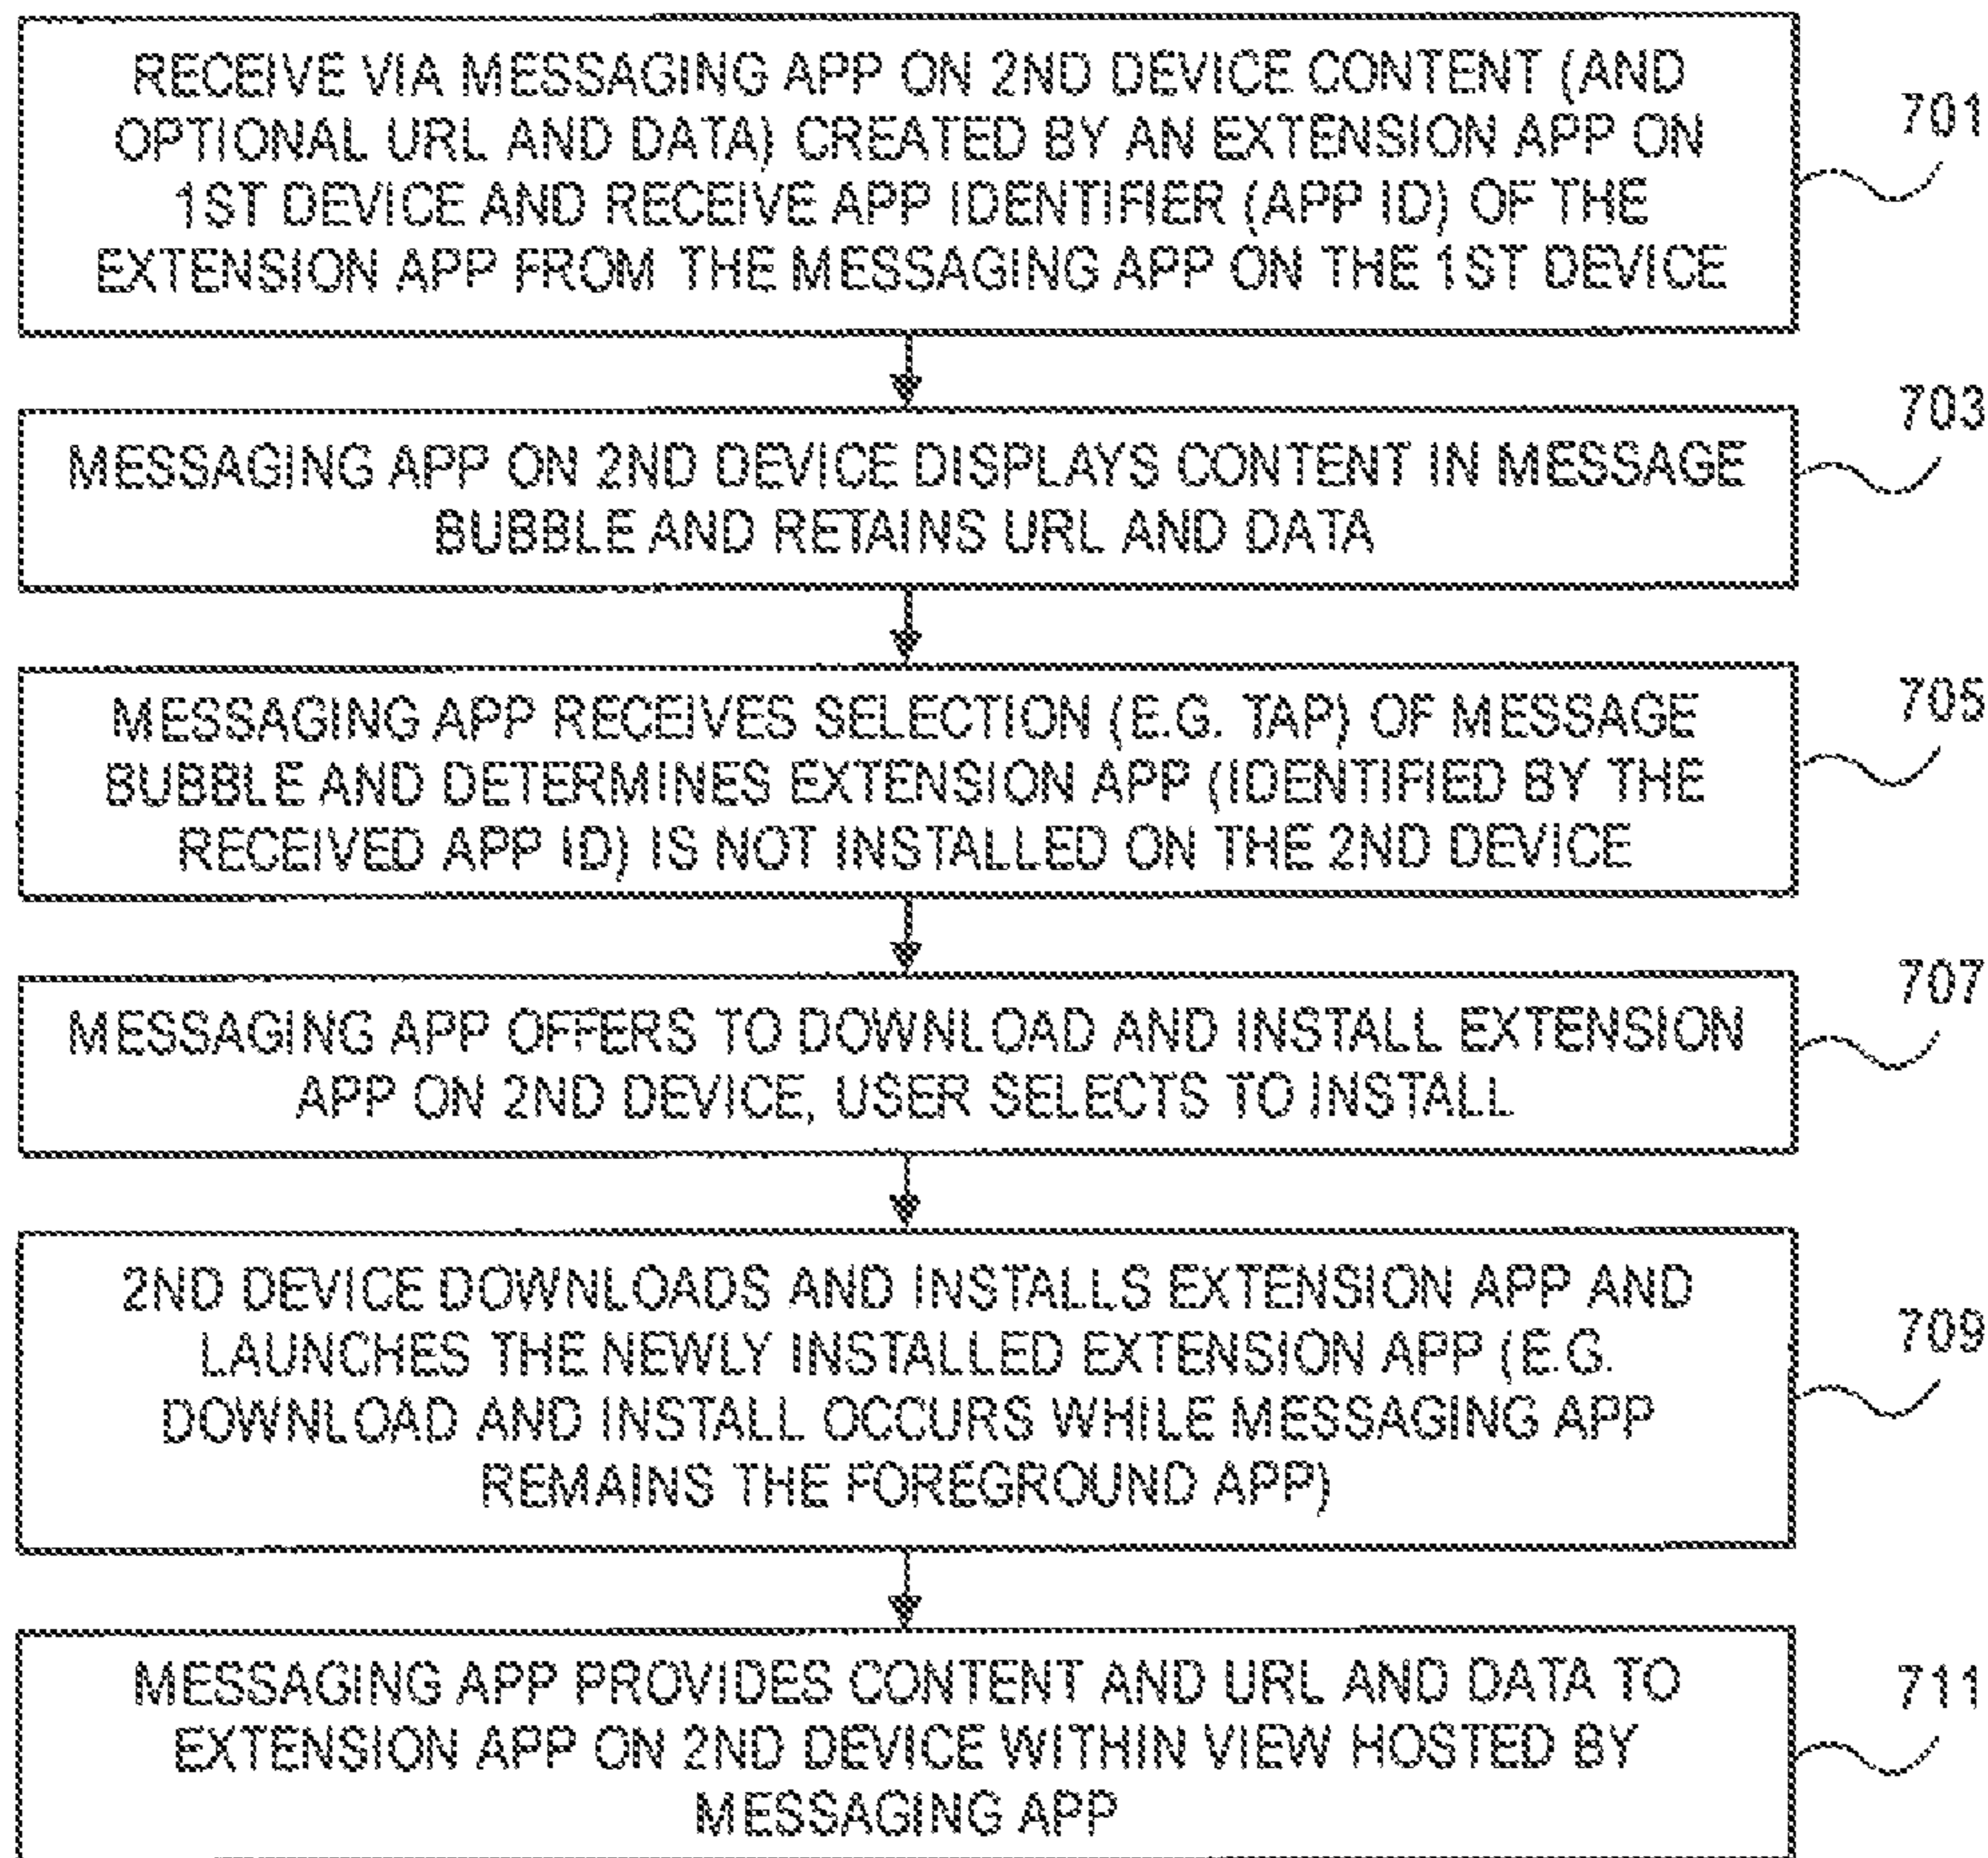 RECEIVE VIA MESSAGING APP ON 2ND DEVICE CONTENT (AND
OPTIONAL URL AND DATA) CREATED BY AN EXTENSION APP ON
1ST DEVICE AND RECEIVE APP IDENTIFIER (APP ID) OF THE
EXTENSION APP FROM THE MESSAGING APP ON THE 1ST DEVICE
701
MESSAGING APP ON 2ND DEVICE DISPLAYS CONTENT IN MESSAGE
BUBBLE AND RETAINS URL AND DATA
703
MESSAGING APP RECEIVES SELECTION (E.G. TAP) OF MESSAGE
BUBBLE AND DETERMINES EXTENSION APP (IDENTIFIED BY THE
RECEIVED APP ID) IS NOT INSTALLED ON THE 2ND DEVICE
705
MESSAGING APP OFFERS TO DOWNLOAD AND INSTALL EXTENSION
APP ON 2ND DEVICE, USER SELECTS TO INSTALL
707
2ND DEVICE DOWNLOADS AND INSTALLS EXTENSION APP AND
LAUNCHES THE NEWLY INSTALLED EXTENSION APP (E.G.
DOWNLOAD AND INSTALL OCCURS WHILE MESSAGING APP
REMAINS THE FOREGROUND APP)
709
MESSAGING APP PROVIDES CONTENT AND URL AND DATA TO
EXTENSION APP ON 2ND DEVICE WITHIN VIEW HOSTED BY
MESSAGING APP
711